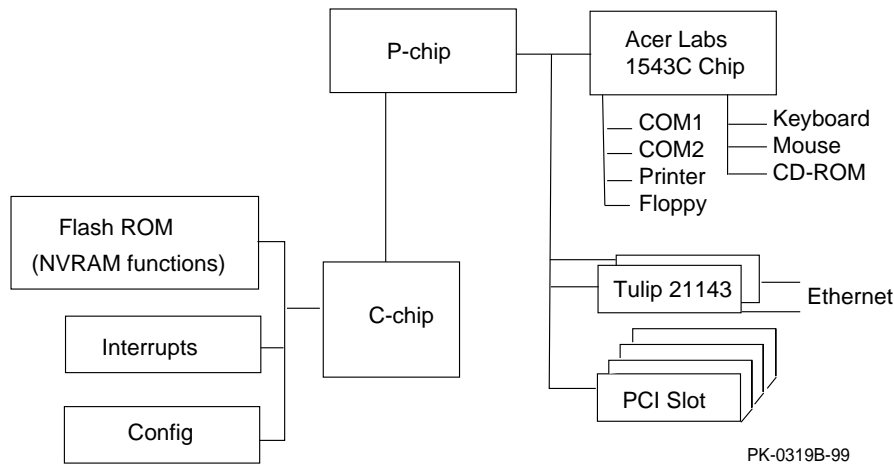 P-chip
Acer Labs
1543C Chip
COM1
COM2
Printer
Floppy
Keyboard
Mouse
CD-ROM
Flash ROM
(NVRAM functions)
C-chip
Interrupts
Config
Tulip 21143
Ethernet
PCI Slot
PK-0319B-99